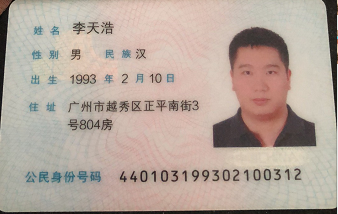 姓名 李天浩
性别 男 民族 汉
出生 1993 年 2 月 10 日
住址 广州市越秀区正平南街3
号804房
公民身份号码 440103199302100312